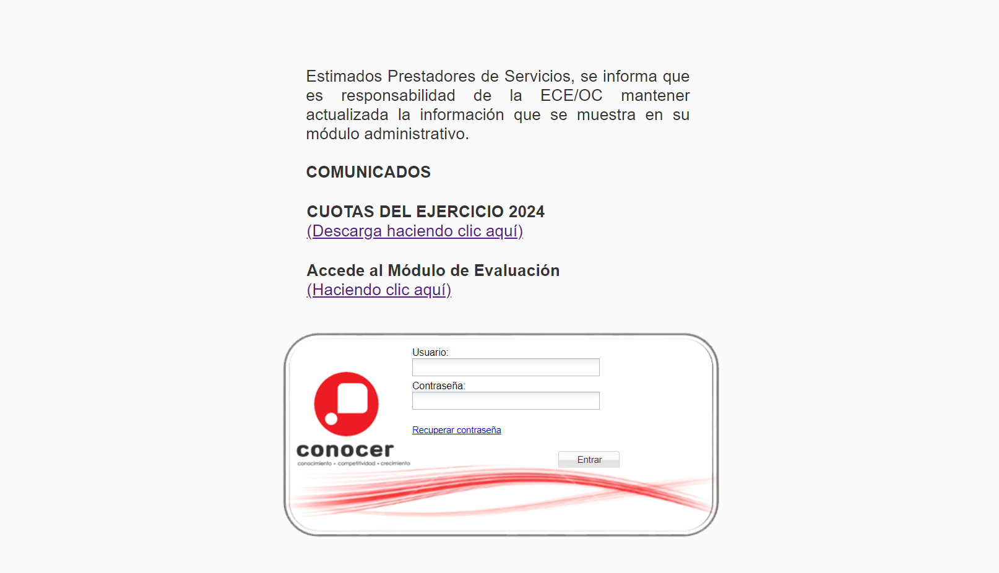 Estimados Prestadores de Servicios, se informa que
es responsabilidad de la ECE/OC mantener
actualizada la información que se muestra en su
módulo administrativo.
COMUNICADOS
CUOTAS DEL EJERCICIO 2024
(Descarga haciendo clic aquí)
Accede al Módulo de Evaluación
(Haciendo clic aquí)
Usuario:
Contraseña:
Recuperar contraseña
conocer
conocimiento • competitividad • crecimiento
Entrar